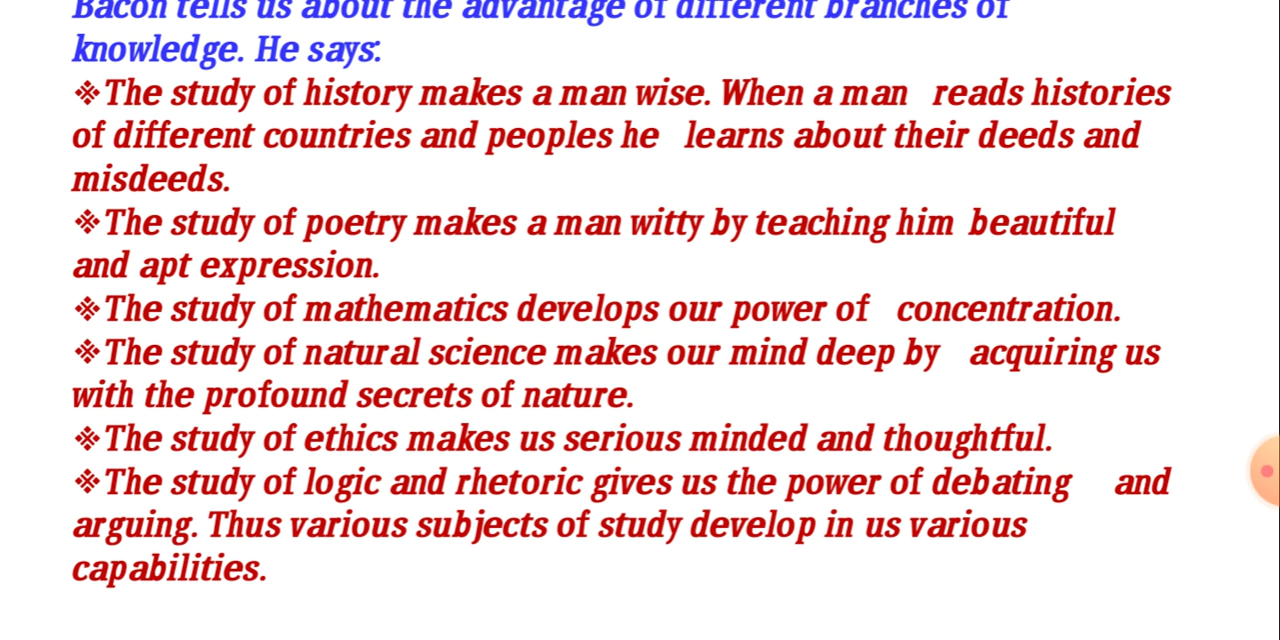 Bacon tells us about the advantage of different branches of
knowledge. He says:
❖The study of history makes a man wise. When a man reads histories
of different countries and peoples he learns about their deeds and
misdeeds.
❖The study of poetry makes a man witty by teaching him beautiful
and apt expression.
❖The study of mathematics develops our power of concentration.
❖The study of natural science makes our mind deep by acquiring us
with the profound secrets of nature.
❖The study of ethics makes us serious minded and thoughtful.
❖The study of logic and rhetoric gives us the power of debating and
arguing. Thus various subjects of study develop in us various
capabilities.